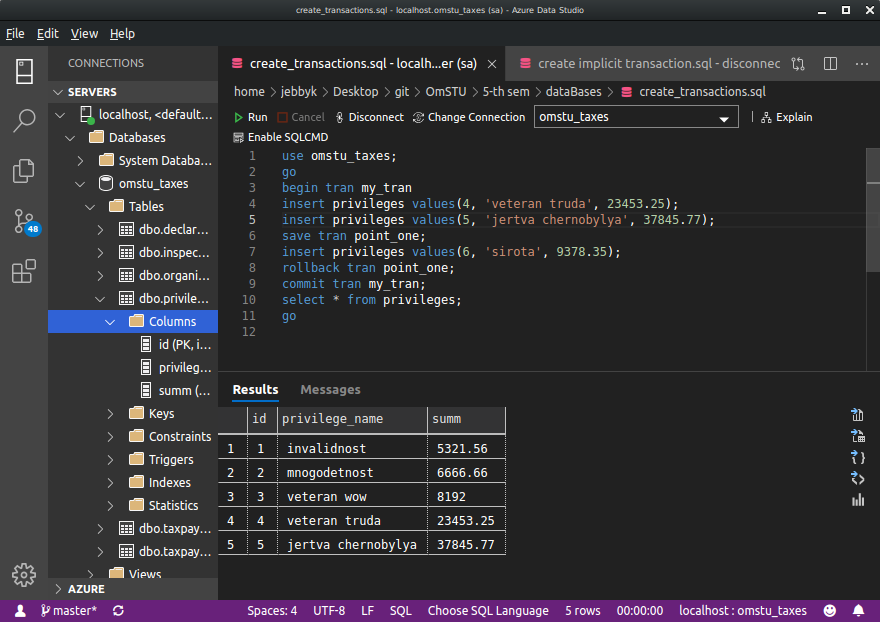 create_transactions.sql - localhost.omstu_taxes (sa) - Azure Data Studio
File Edit View Help
CONNECTIONS
SERVERS
localhost, <default...
Databases
System Databa...
omstu_taxes
Tables
dbo.declar...
dbo.inspec...
dbo.organi...
dbo.privile...
Columns
id (PK, i...
privileg...
summ (...
Keys
Constraints
Triggers
Indexes
Statistics
dbo.taxpay...
dbo.taxpay...
Views
AZURE
48
create_transactions.sql - localh...er (sa)
create implicit transaction.sql - disconnec
home > jebbyk > Desktop > git > OmSTU > 5-th sem > dataBases > create_transactions.sql
Run Cancel Disconnect Change Connection omstu_taxes Explain
Enable SQLCMD
1 use omstu_taxes;
2 go
3 begin tran my_tran
4 insert privileges values(4, 'veteran truda', 23453.25);
5 insert privileges values(5, 'jertva chernobylya', 37845.77);
6 save tran point_one;
7 insert privileges values(6, 'sirota', 9378.35);
8 rollback tran point_one;
9 commit tran my_tran;
10 select * from privileges;
11 go
12
Results Messages
id privilege_name summ
1 1 invalidnost 5321.56
2 2 mnogodetnost 6666.66
3 3 veteran wow 8192
4 4 veteran truda 23453.25
5 5 jertva chernobylya 37845.77
master* Spaces: 4 UTF-8 LF SQL Choose SQL Language 5 rows 00:00:00 localhost : omstu_taxes